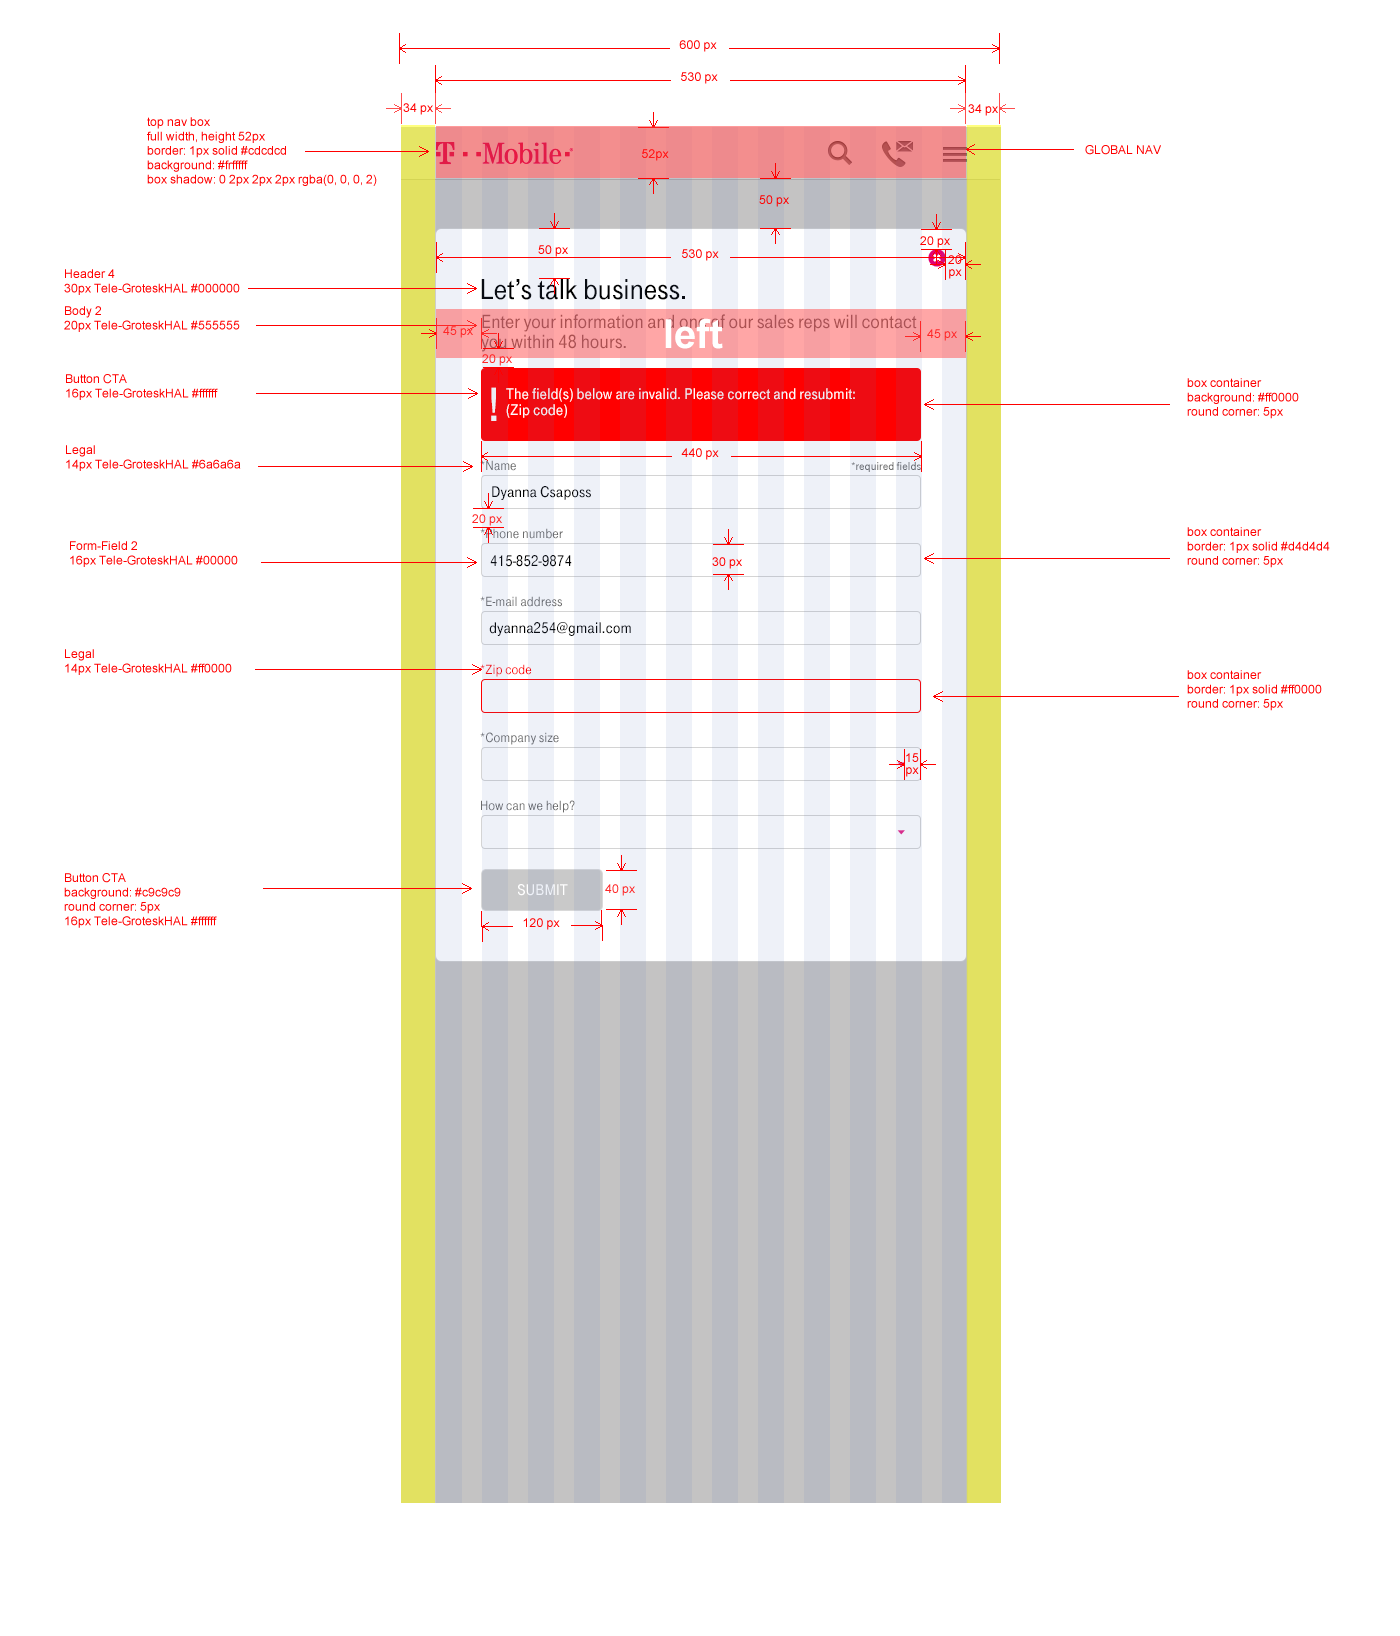 600 px
530 px
34 px
34 px
top nav box
full width, height 52px
border: 1px solid #cdcdcd
background: #frfffff
box shadow: 0 2px 2px 2px rgba(0, 0, 0, 2)
T · · Mobile ·
52px
GLOBAL NAV
50 px
50 px
20 px
530 px
20
px
Header 4
30px Tele-GroteskHAL #000000
Let's talk business.
Body 2
20px Tele-GroteskHAL #555555
Enter your information and one of our sales reps will contact
you within 48 hours.
left
45 px
45 px
20 px
Button CTA
16px Tele-GroteskHAL #ffffff
! The field(s) below are invalid. Please correct and resubmit:
(Zip code)
box container
background: #ff0000
round corner: 5px
440 px
Legal
14px Tele-GroteskHAL #6a6a6a
*Name
*required fields
Dyanna Csaposs
20 px
*Phone number
415-852-9874
30 px
Form-Field 2
16px Tele-GroteskHAL #00000
box container
border: 1px solid #d4d4d4
round corner: 5px
*E-mail address
dyanna254@gmail.com
Legal
14px Tele-GroteskHAL #ff0000
*Zip code
box container
border: 1px solid #ff0000
round corner: 5px
*Company size
15
px
How can we help?
Button CTA
background: #c9c9c9
round corner: 5px
16px Tele-GroteskHAL #ffffff
SUBMIT
40 px
120 px